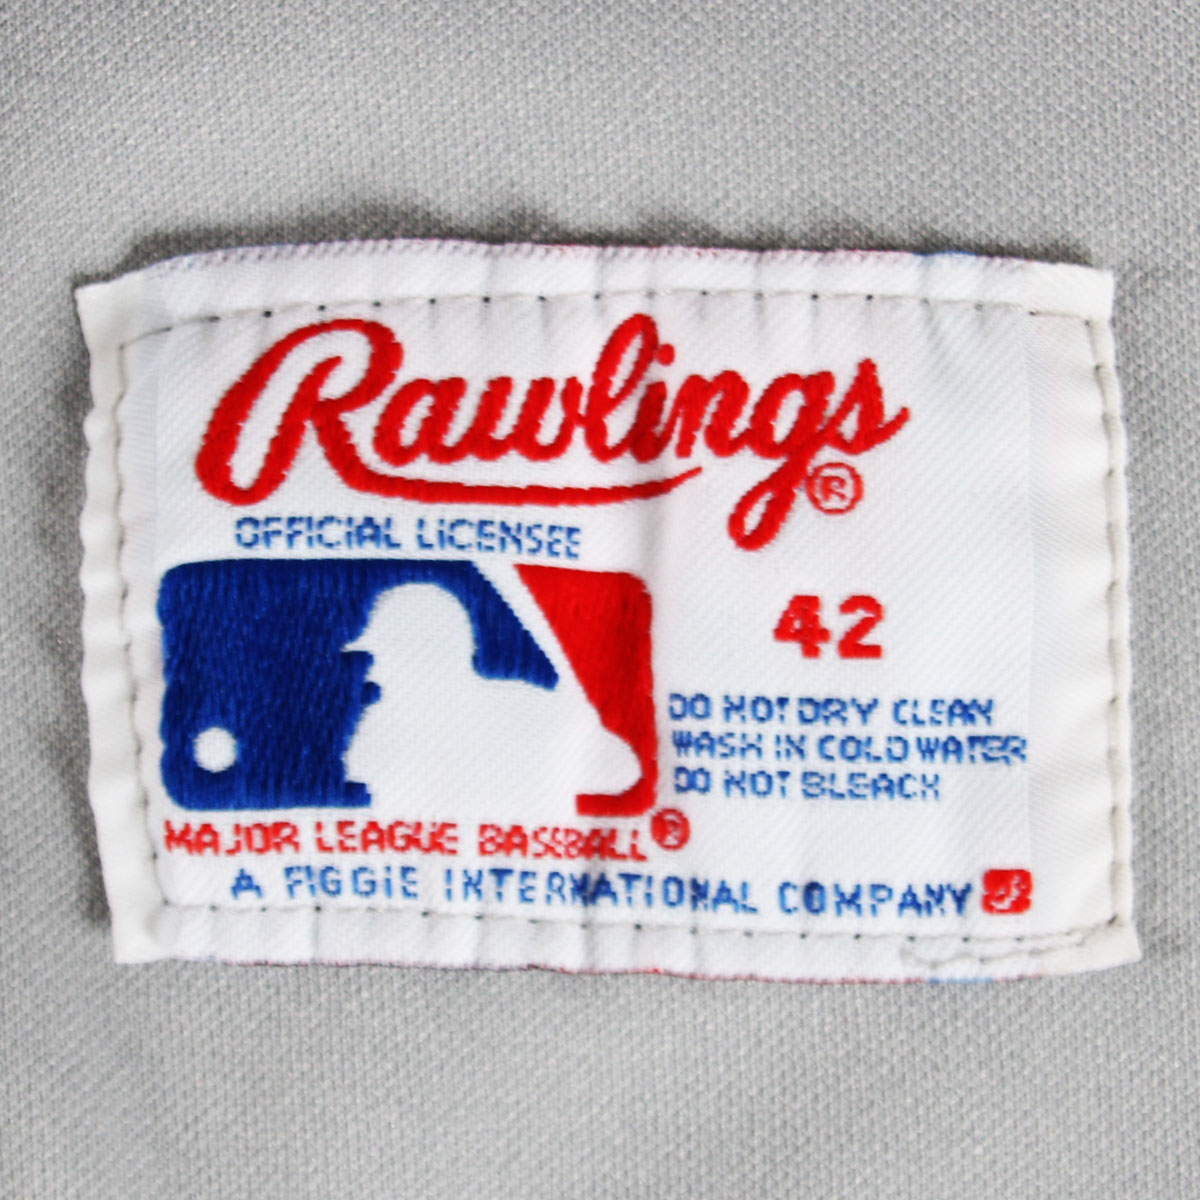 Rawlings®
OFFICIAL LICENSEE
42
DO NOT DRY CLEAN
WASH IN COLD WATER
DO NOT BLEACH
MAJOR LEAGUE BASEBALL®
A FIGGIE INTERNATIONAL COMPANY